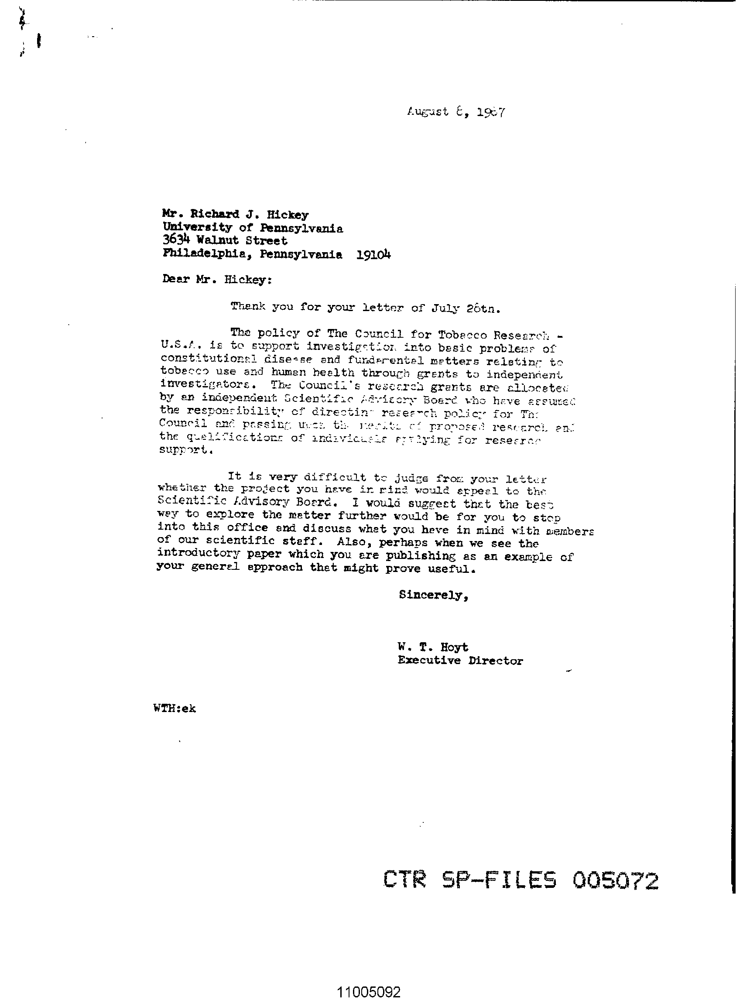 August 8, 1967
Mr. Richard J. Hickey
University of Pennsylvania
3634 Walnut Street
Philadelphia, Pennsylvania 19104
Dear Mr. Hickey:
Thank you for your letter of July 26th.
The policy of The Council for Tobacco Research -
U.S.A. is to support investigation into basic problems of
constitutional disease and fundamental matters relating to
tobacco use and human health through grants to independent
investigators. The Council's research grants are allocated
by an independent Scientific Advisory Board who have assumed
the responsibility of directing research policy for The
Council and passing upon the merits of proposed research and
the qualifications of individuals applying for research
support.
It is very difficult to judge from your letter
whether the project you have in mind would appeal to the
Scientific Advisory Board. I would suggest that the best
way to explore the matter further would be for you to stop
into this office and discuss what you have in mind with members
of our scientific staff. Also, perhaps when we see the
introductory paper which you are publishing as an example of
your general approach that might prove useful.
Sincerely,
W. T. Hoyt
Executive Director
WTH:ek
CTR SP-FILES 005072
11005092